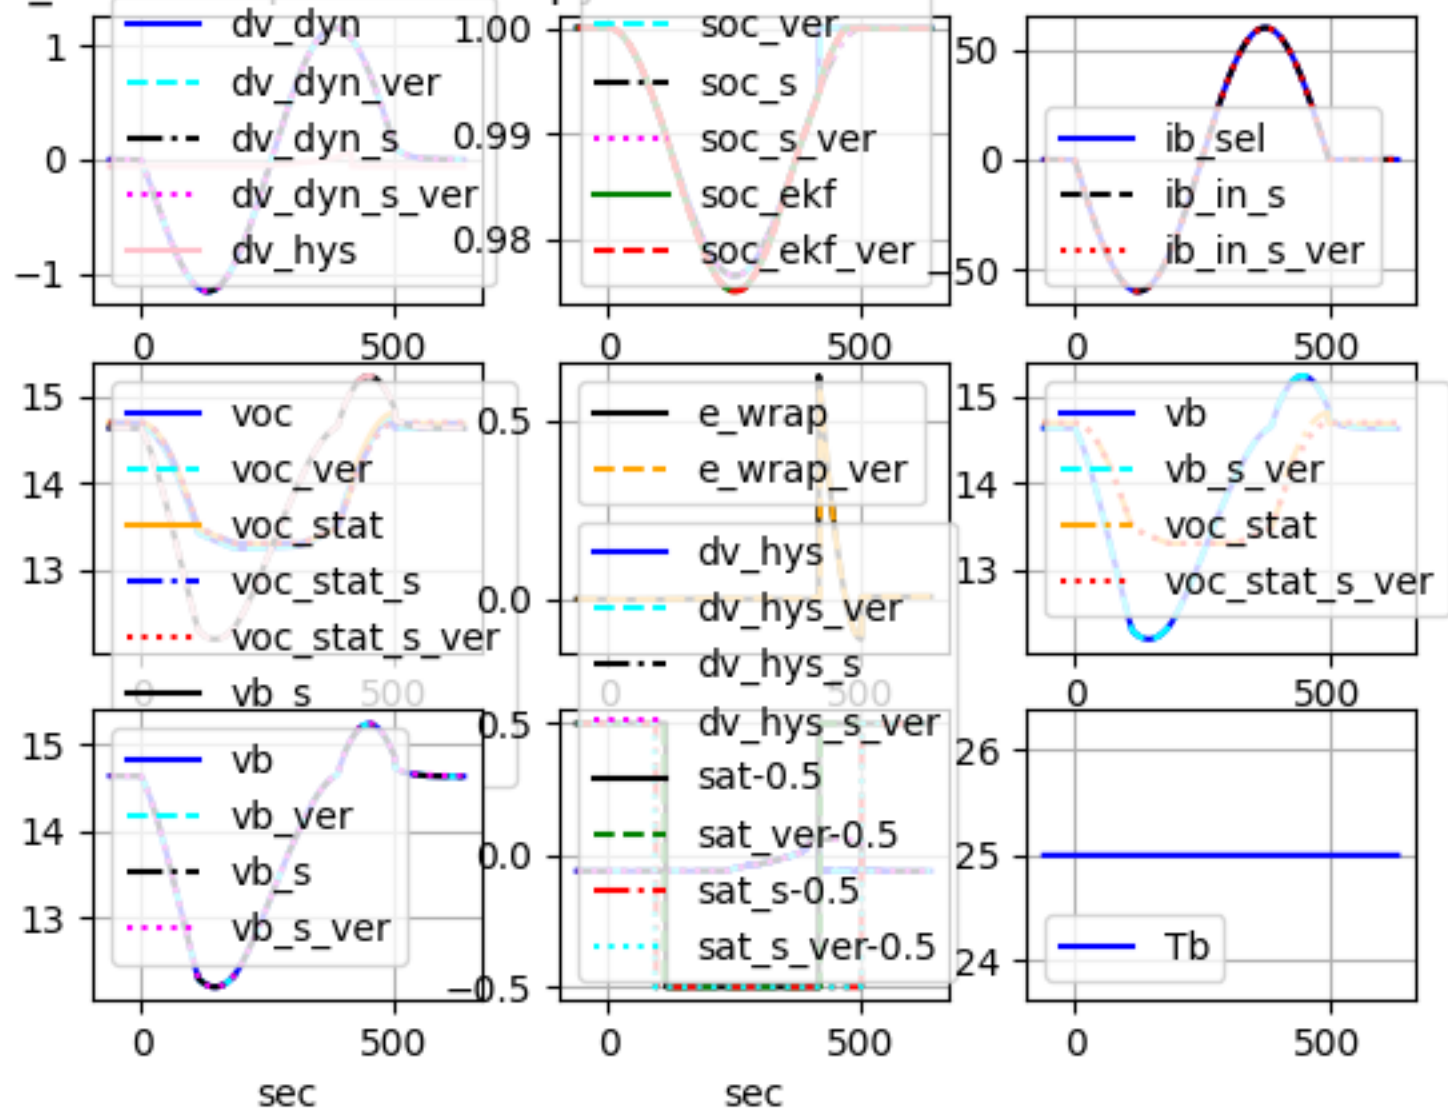 1
0
−1
dv_dyn
dv_dyn_ver
dv_dyn_s
dv_dyn_s_ver
dv_hys
0
500
1.00
0.99
0.98
soc_ver
soc_s
soc_s_ver
soc_ekf
soc_ekf_ver
0
500
50
0
−50
ib_sel
ib_in_s
ib_in_s_ver
0
500
15
14
13
voc
voc_ver
voc_stat
voc_stat_s
voc_stat_s_ver
vb_s
0
500
0.5
0.0
e_wrap
e_wrap_ver
dv_hys
dv_hys_ver
dv_hys_s
dv_hys_s_ver
sat-0.5
sat_ver-0.5
sat_s-0.5
sat_s_ver-0.5
0
500
15
14
13
vb
vb_s_ver
voc_stat
voc_stat_s_ver
0
500
15
14
13
vb
vb_ver
vb_s
vb_s_ver
0
500
sec
0.5
0.0
−0.5
0
500
sec
26
25
24
Tb
0
500